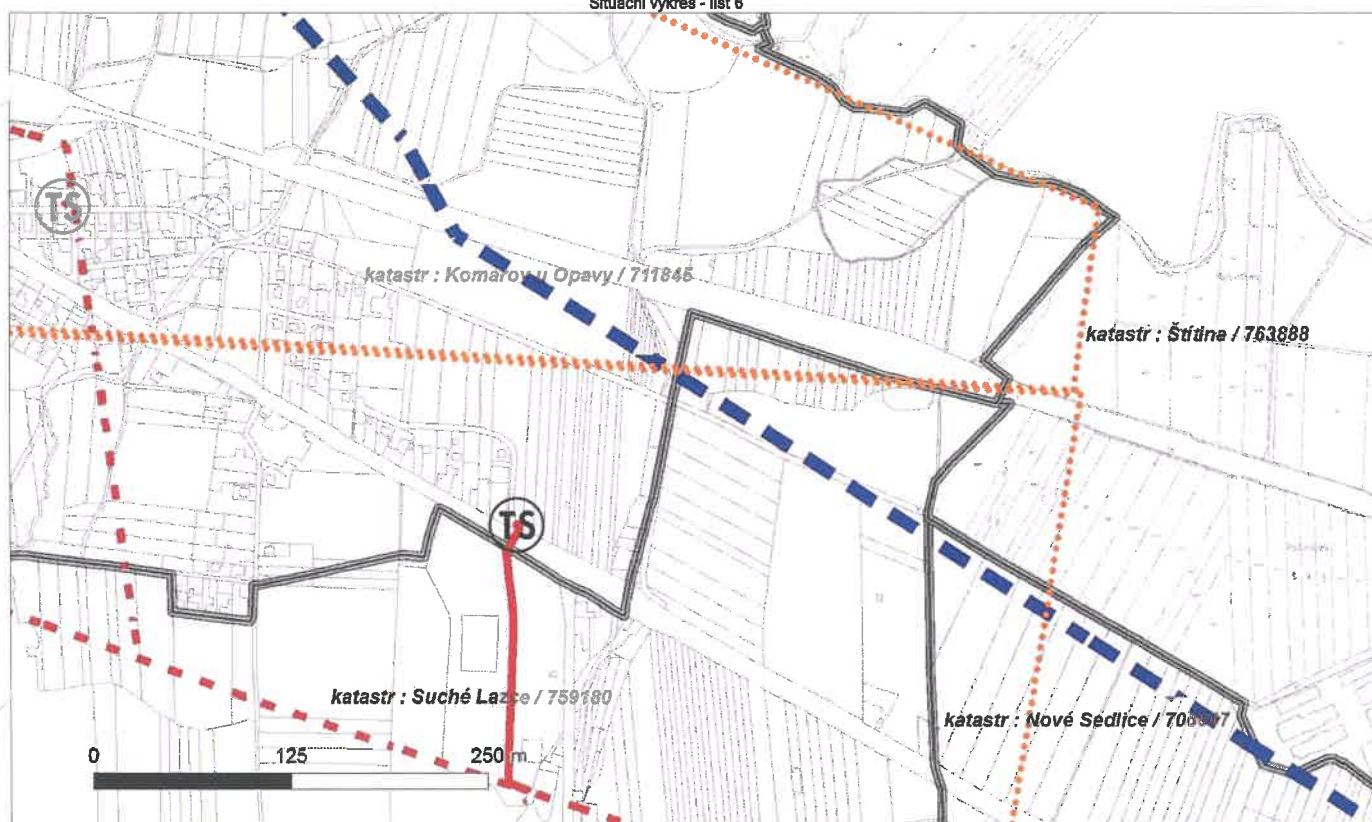 Situační výkres - list 6
TS
katastr : Komárov u Opavy / 711845
katastr : Štítina / 763888
TS
katastr : Suché Lazce / 759180
katastr : Nové Sedlice /
0 125 250 m